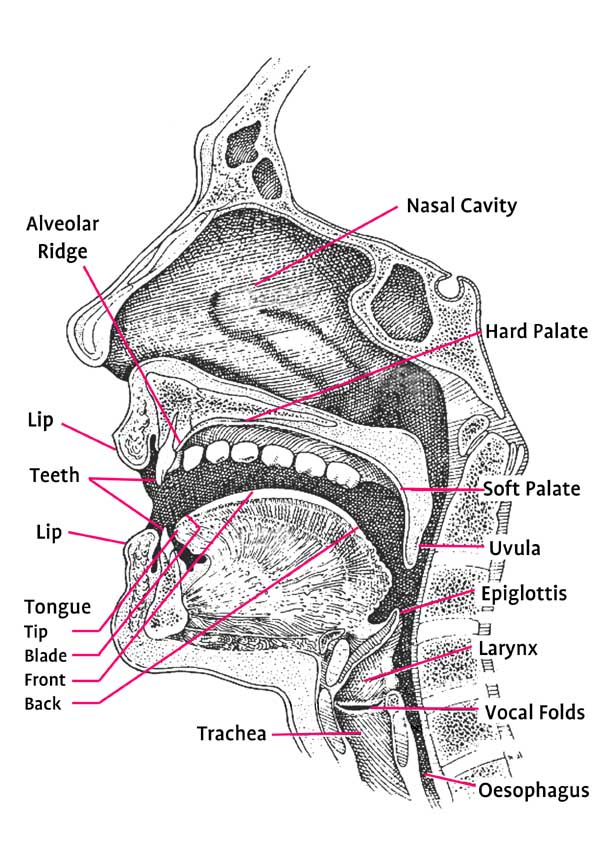 Nasal Cavity
Alveolar
Ridge
Hard Palate
Lip
Teeth
Soft Palate
Lip
Uvula
Epiglottis
Tongue
Tip
Blade
Front
Back
Larynx
Vocal Folds
Trachea
Oesophagus